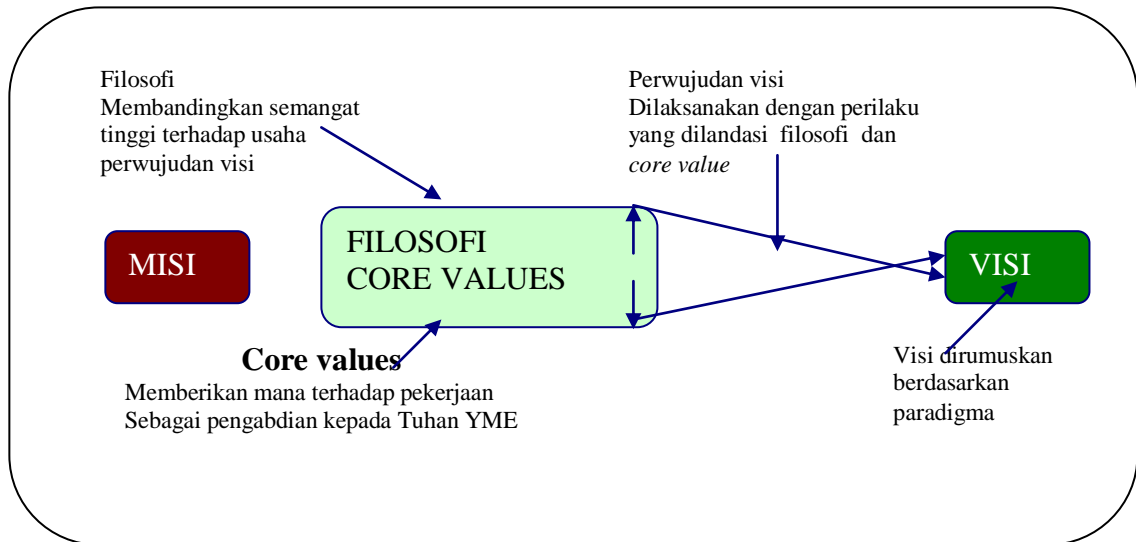 Filosofi
Membandingkan semangat
tinggi terhadap usaha
perwujudan visi
Perwujudan visi
Dilaksanakan dengan perilaku
yang dilandasi filosofi dan
core value
MISI
FILOSOFI
CORE VALUES
VISI
Core values
Memberikan mana terhadap pekerjaan
Sebagai pengabdian kepada Tuhan YME
Visi dirumuskan
berdasarkan
paradigma